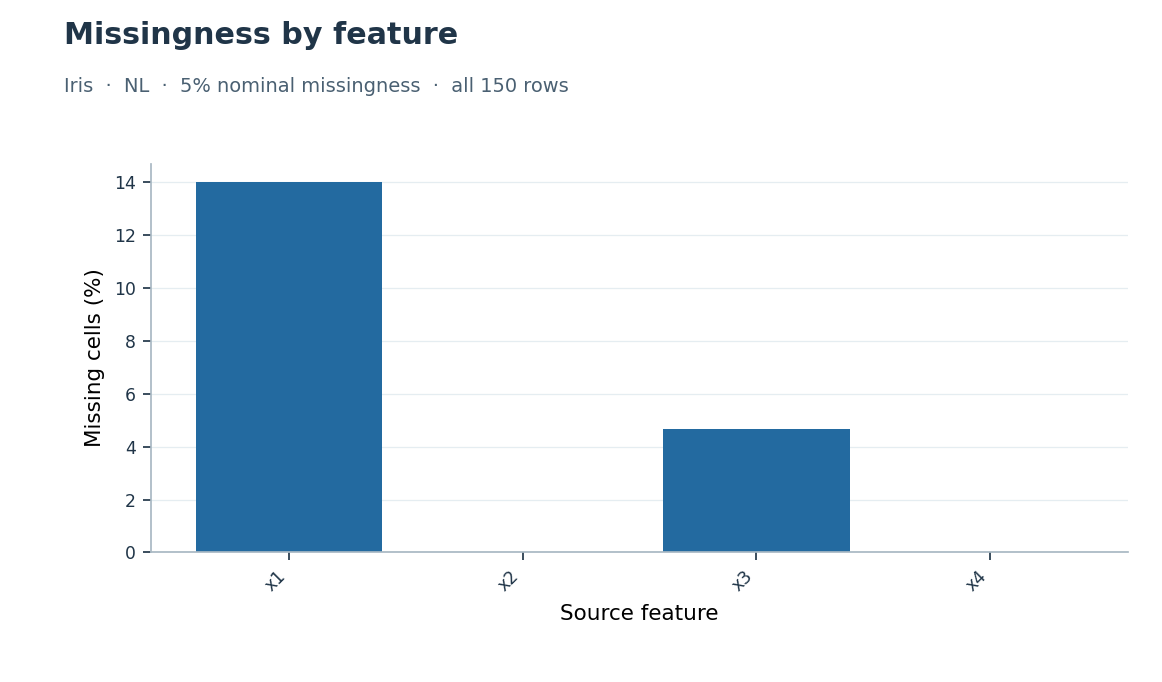 Missingness by feature
Iris · NL · 5% nominal missingness · all 150 rows
Missing cells (%)
14
12
10
8
6
4
2
0
x1
x2
x3
x4
Source feature